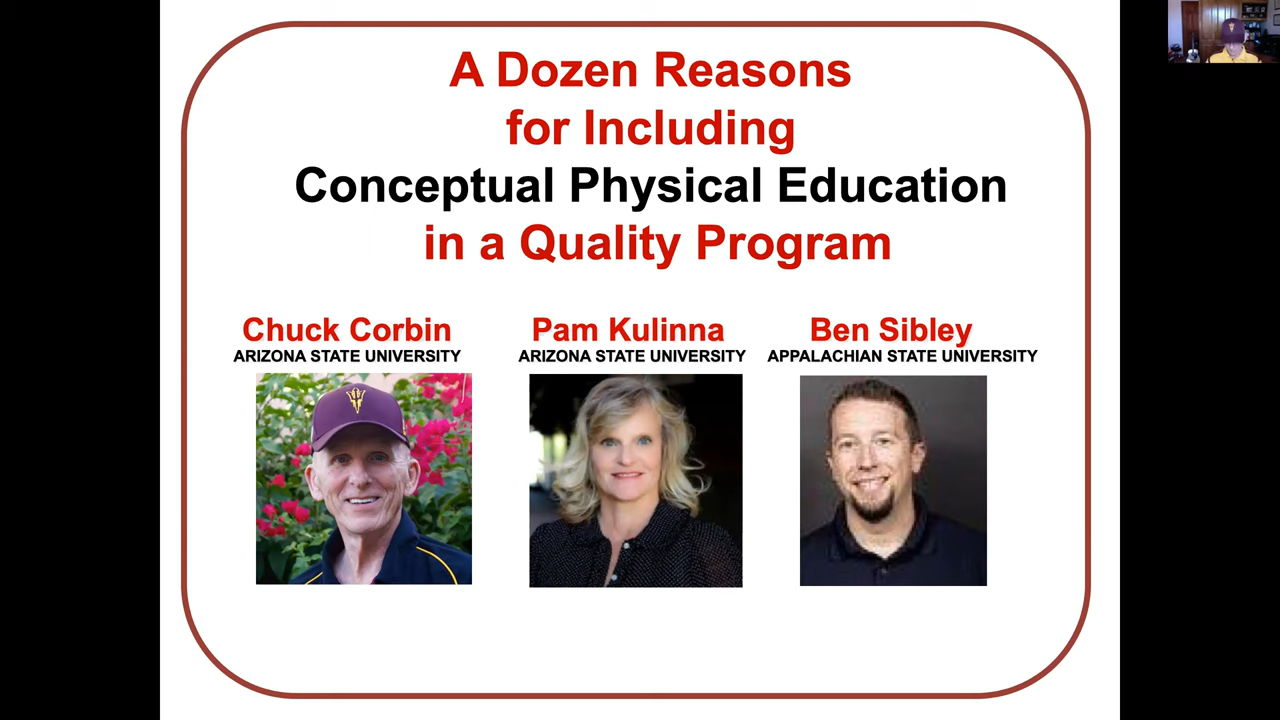 A Dozen Reasons
for Including
Conceptual Physical Education
in a Quality Program
Chuck Corbin
ARIZONA STATE UNIVERSITY
Pam Kulinna
ARIZONA STATE UNIVERSITY
Ben Sibley
APPALACHIAN STATE UNIVERSITY